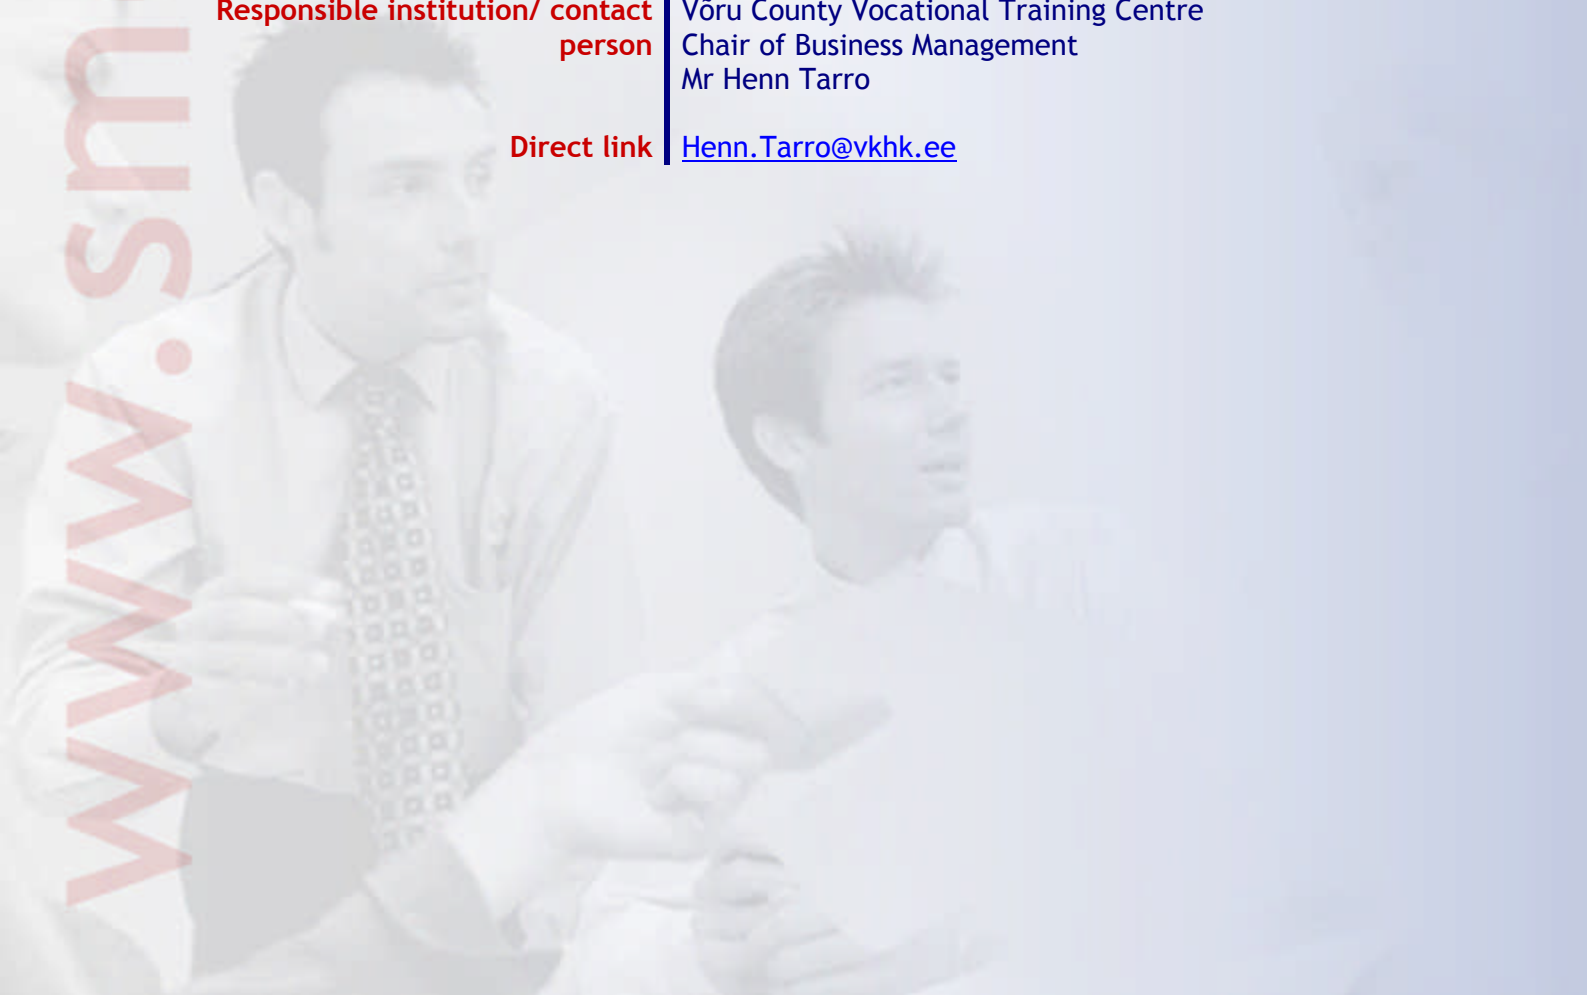 Responsible institution/ contact person
Võru County Vocational Training Centre
Chair of Business Management
Mr Henn Tarro
Direct link
Henn.Tarro@vkhk.ee
www.sm